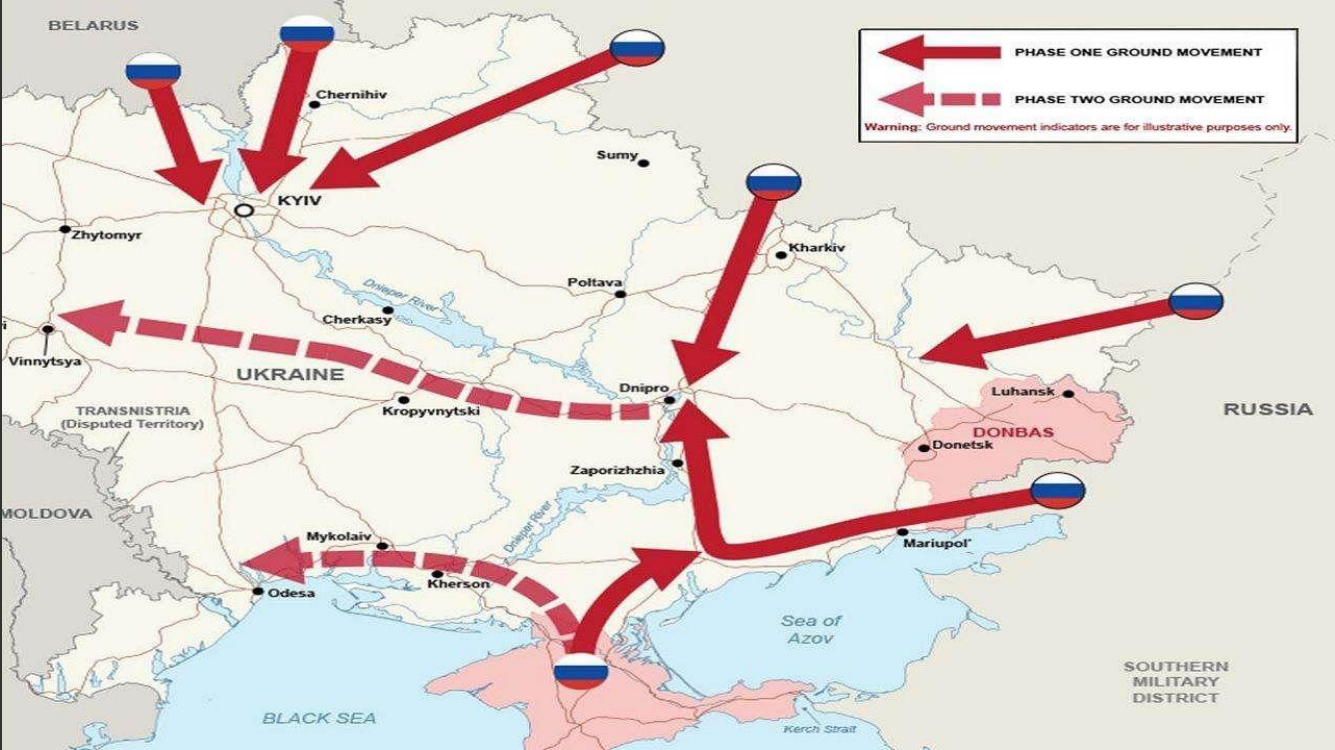 BELARUS
PHASE ONE GROUND MOVEMENT
PHASE TWO GROUND MOVEMENT
Warning: Ground movement indicators are for illustrative purposes only.
Chernihiv
Sumy
KYIV
Zhytomyr
Kharkiv
Dnieper River
Poltava
Cherkasy
Vinnytsya
UKRAINE
Dnipro
Luhansk
Kropyvnytski
TRANSNISTRIA
(Disputed Territory)
RUSSIA
DONBAS
Donetsk
Zaporizhzhia
MOLDOVA
Dnieper River
Mykolaiv
Mariupol'
Kherson
Odesa
Sea of
Azov
SOUTHERN
MILITARY
DISTRICT
BLACK SEA
Kerch Strait